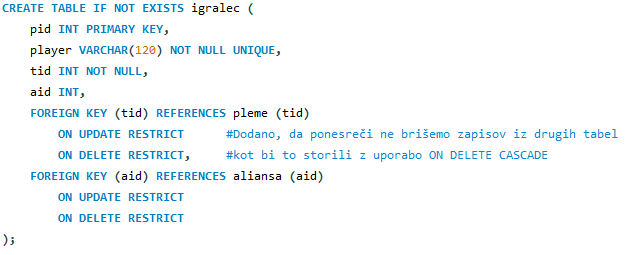 CREATE TABLE IF NOT EXISTS igralec (
    pid INT PRIMARY KEY,
    player VARCHAR(120) NOT NULL UNIQUE,
    tid INT NOT NULL,
    aid INT,
    FOREIGN KEY (tid) REFERENCES pleme (tid)
        ON UPDATE RESTRICT      #Dodano, da ponesreči ne brišemo zapisov iz drugih tabel
        ON DELETE RESTRICT,     #kot bi to storili z uporabo ON DELETE CASCADE
    FOREIGN KEY (aid) REFERENCES aliansa (aid)
        ON UPDATE RESTRICT
        ON DELETE RESTRICT
);